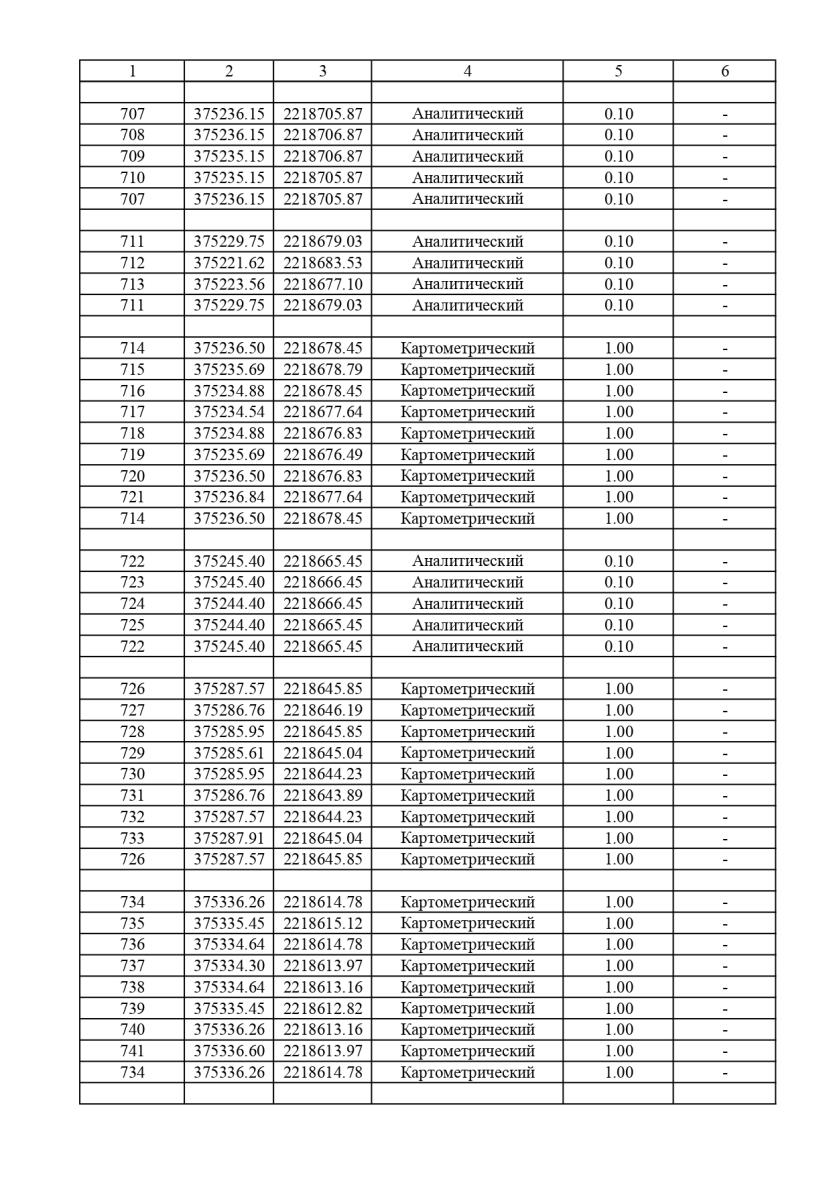 1 2 3 4 5 6
707 375236.15 2218705.87 Аналитический 0.10 -
708 375236.15 2218706.87 Аналитический 0.10 -
709 375235.15 2218706.87 Аналитический 0.10 -
710 375235.15 2218705.87 Аналитический 0.10 -
707 375236.15 2218705.87 Аналитический 0.10 -
711 375229.75 2218679.03 Аналитический 0.10 -
712 375221.62 2218683.53 Аналитический 0.10 -
713 375223.56 2218677.10 Аналитический 0.10 -
711 375229.75 2218679.03 Аналитический 0.10 -
714 375236.50 2218678.45 Картометрический 1.00 -
715 375235.69 2218678.79 Картометрический 1.00 -
716 375234.88 2218678.45 Картометрический 1.00 -
717 375234.54 2218677.64 Картометрический 1.00 -
718 375234.88 2218676.83 Картометрический 1.00 -
719 375235.69 2218676.49 Картометрический 1.00 -
720 375236.50 2218676.83 Картометрический 1.00 -
721 375236.84 2218677.64 Картометрический 1.00 -
714 375236.50 2218678.45 Картометрический 1.00 -
722 375245.40 2218665.45 Аналитический 0.10 -
723 375245.40 2218666.45 Аналитический 0.10 -
724 375244.40 2218666.45 Аналитический 0.10 -
725 375244.40 2218665.45 Аналитический 0.10 -
722 375245.40 2218665.45 Аналитический 0.10 -
726 375287.57 2218645.85 Картометрический 1.00 -
727 375286.76 2218646.19 Картометрический 1.00 -
728 375285.95 2218645.85 Картометрический 1.00 -
729 375285.61 2218645.04 Картометрический 1.00 -
730 375285.95 2218644.23 Картометрический 1.00 -
731 375286.76 2218643.89 Картометрический 1.00 -
732 375287.57 2218644.23 Картометрический 1.00 -
733 375287.91 2218645.04 Картометрический 1.00 -
726 375287.57 2218645.85 Картометрический 1.00 -
734 375336.26 2218614.78 Картометрический 1.00 -
735 375335.45 2218615.12 Картометрический 1.00 -
736 375334.64 2218614.78 Картометрический 1.00 -
737 375334.30 2218613.97 Картометрический 1.00 -
738 375334.64 2218613.16 Картометрический 1.00 -
739 375335.45 2218612.82 Картометрический 1.00 -
740 375336.26 2218613.16 Картометрический 1.00 -
741 375336.60 2218613.97 Картометрический 1.00 -
734 375336.26 2218614.78 Картометрический 1.00 -